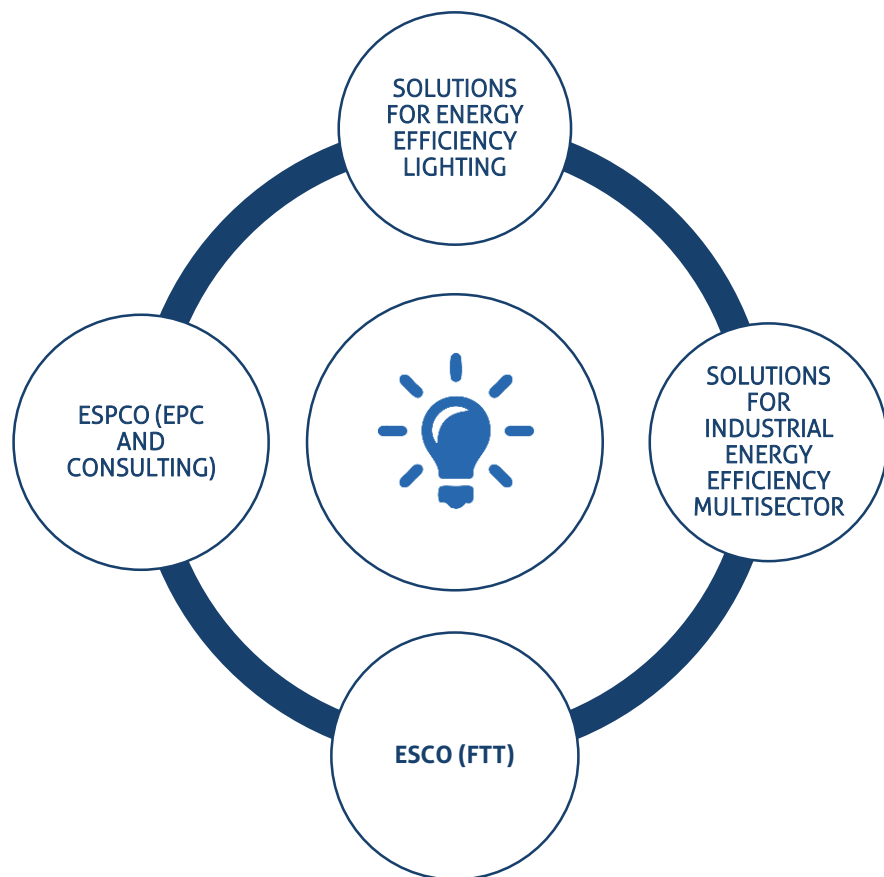 SOLUTIONS
FOR ENERGY
EFFICIENCY
LIGHTING
ESPCO (EPC
AND
CONSULTING)
SOLUTIONS
FOR
INDUSTRIAL
ENERGY
EFFICIENCY
MULTISECTOR
ESCO (FTT)